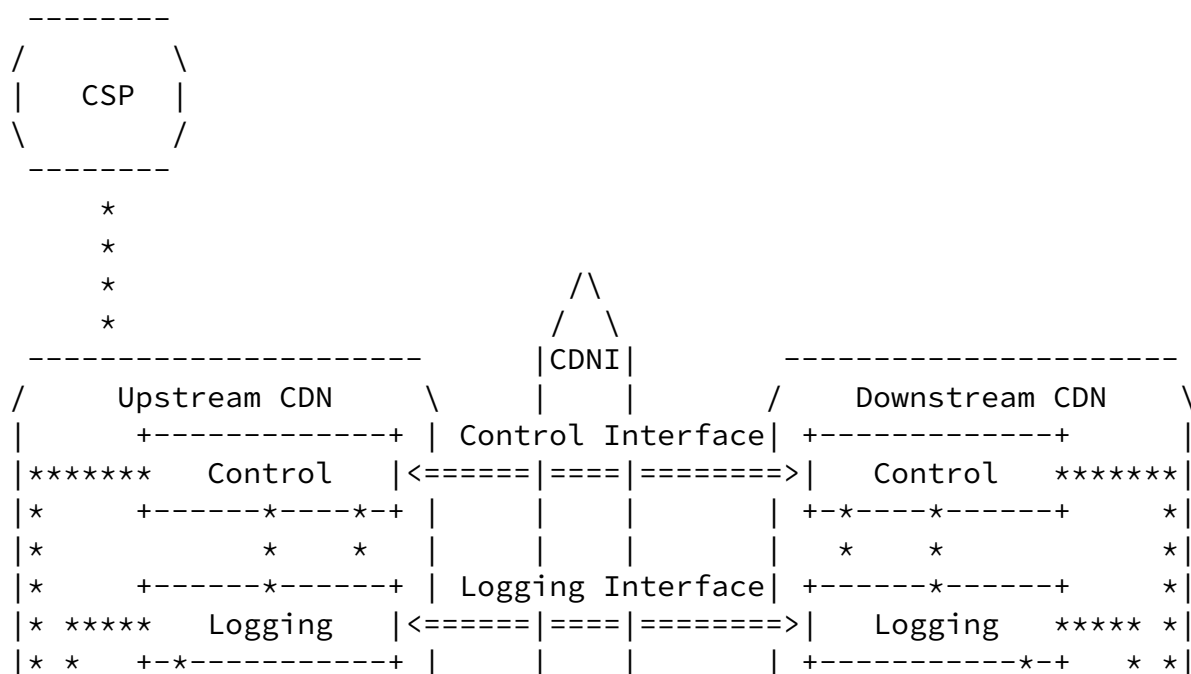 CSP
CDNI
Upstream CDN Downstream CDN
Control Interface
Control Control
Logging Interface
Logging Logging